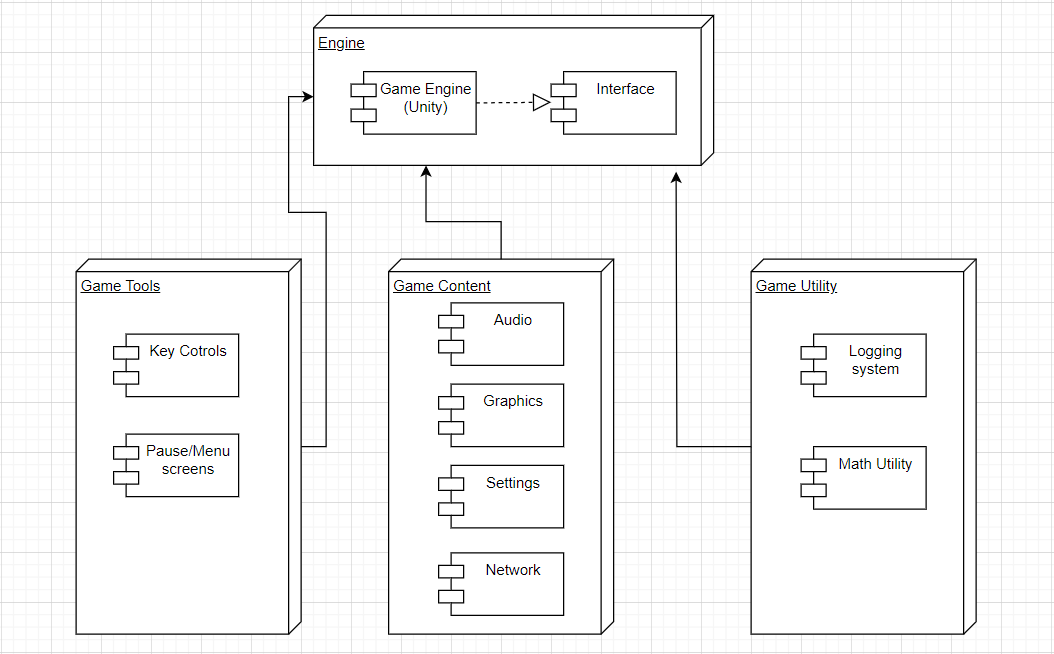 Engine
Game Engine
(Unity)
Interface
Game Tools
Key Cotrols
Pause/Menu
screens
Game Content
Audio
Graphics
Settings
Network
Game Utility
Logging
system
Math Utility